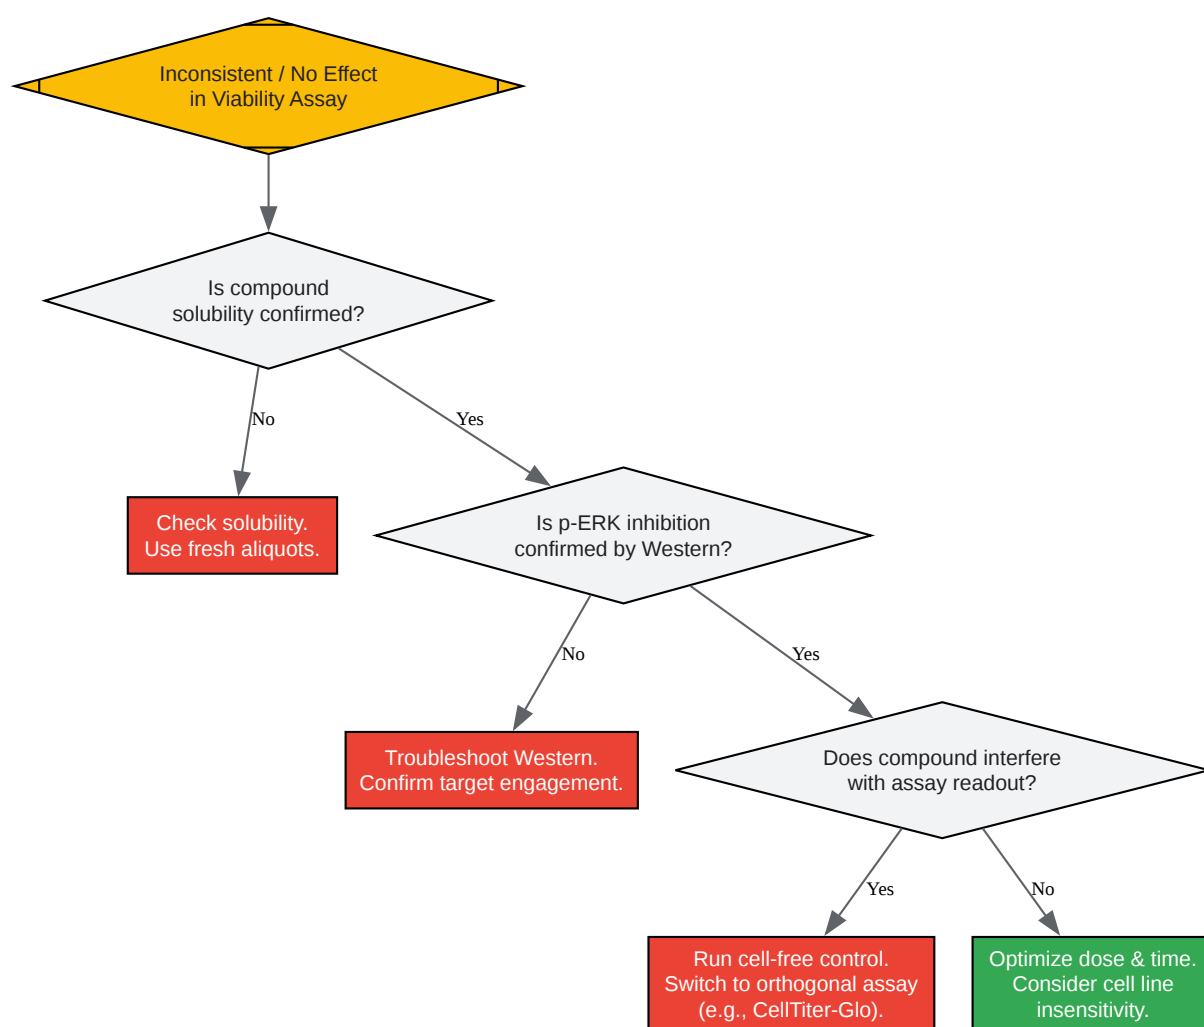 Inconsistent / No Effect
in Viability Assay
Is compound
solubility confirmed?
No
Yes
Check solubility.
Use fresh aliquots.
Is p-ERK inhibition
confirmed by Western?
No
Yes
Troubleshoot Western.
Confirm target engagement.
Does compound interfere
with assay readout?
Yes
No
Run cell-free control.
Switch to orthogonal assay
(e.g., CellTiter-Glo).
Optimize dose & time.
Consider cell line
insensitivity.